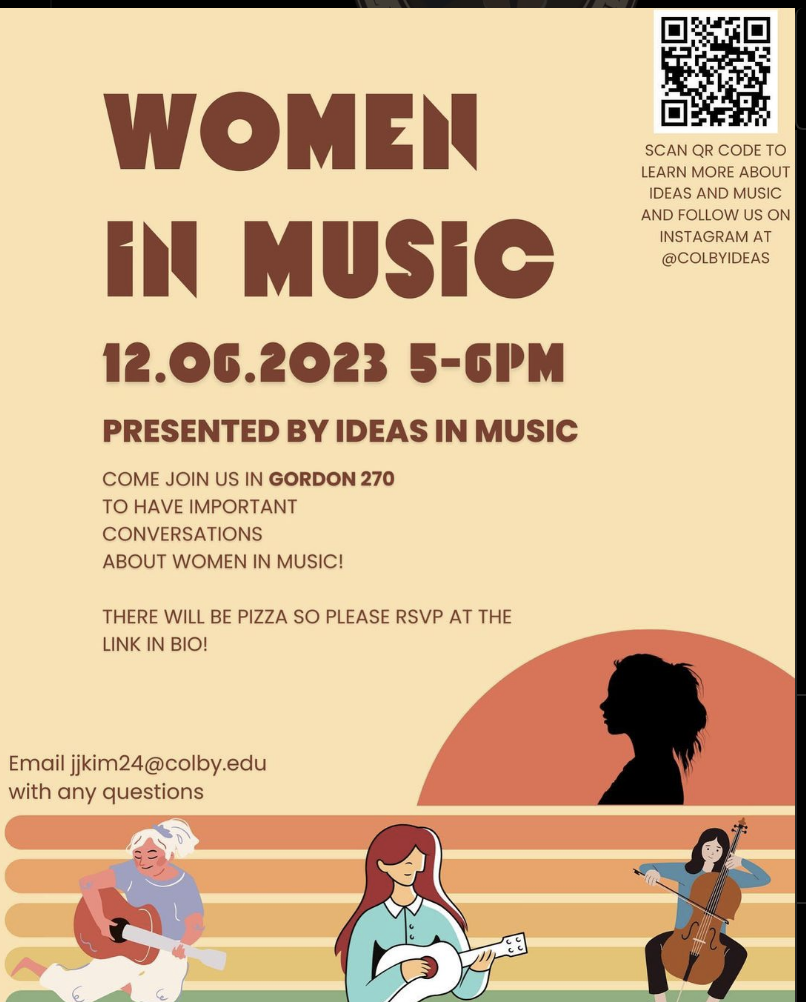 WOMEN
IN MUSIC
12.06.2023 5-6PM
PRESENTED BY IDEAS IN MUSIC
COME JOIN US IN GORDON 270
TO HAVE IMPORTANT
CONVERSATIONS
ABOUT WOMEN IN MUSIC!
THERE WILL BE PIZZA SO PLEASE RSVP AT THE
LINK IN BIO!
SCAN QR CODE TO
LEARN MORE ABOUT
IDEAS AND MUSIC
AND FOLLOW US ON
INSTAGRAM AT
@COLBYIDEAS
Email jjkim24@colby.edu
with any questions